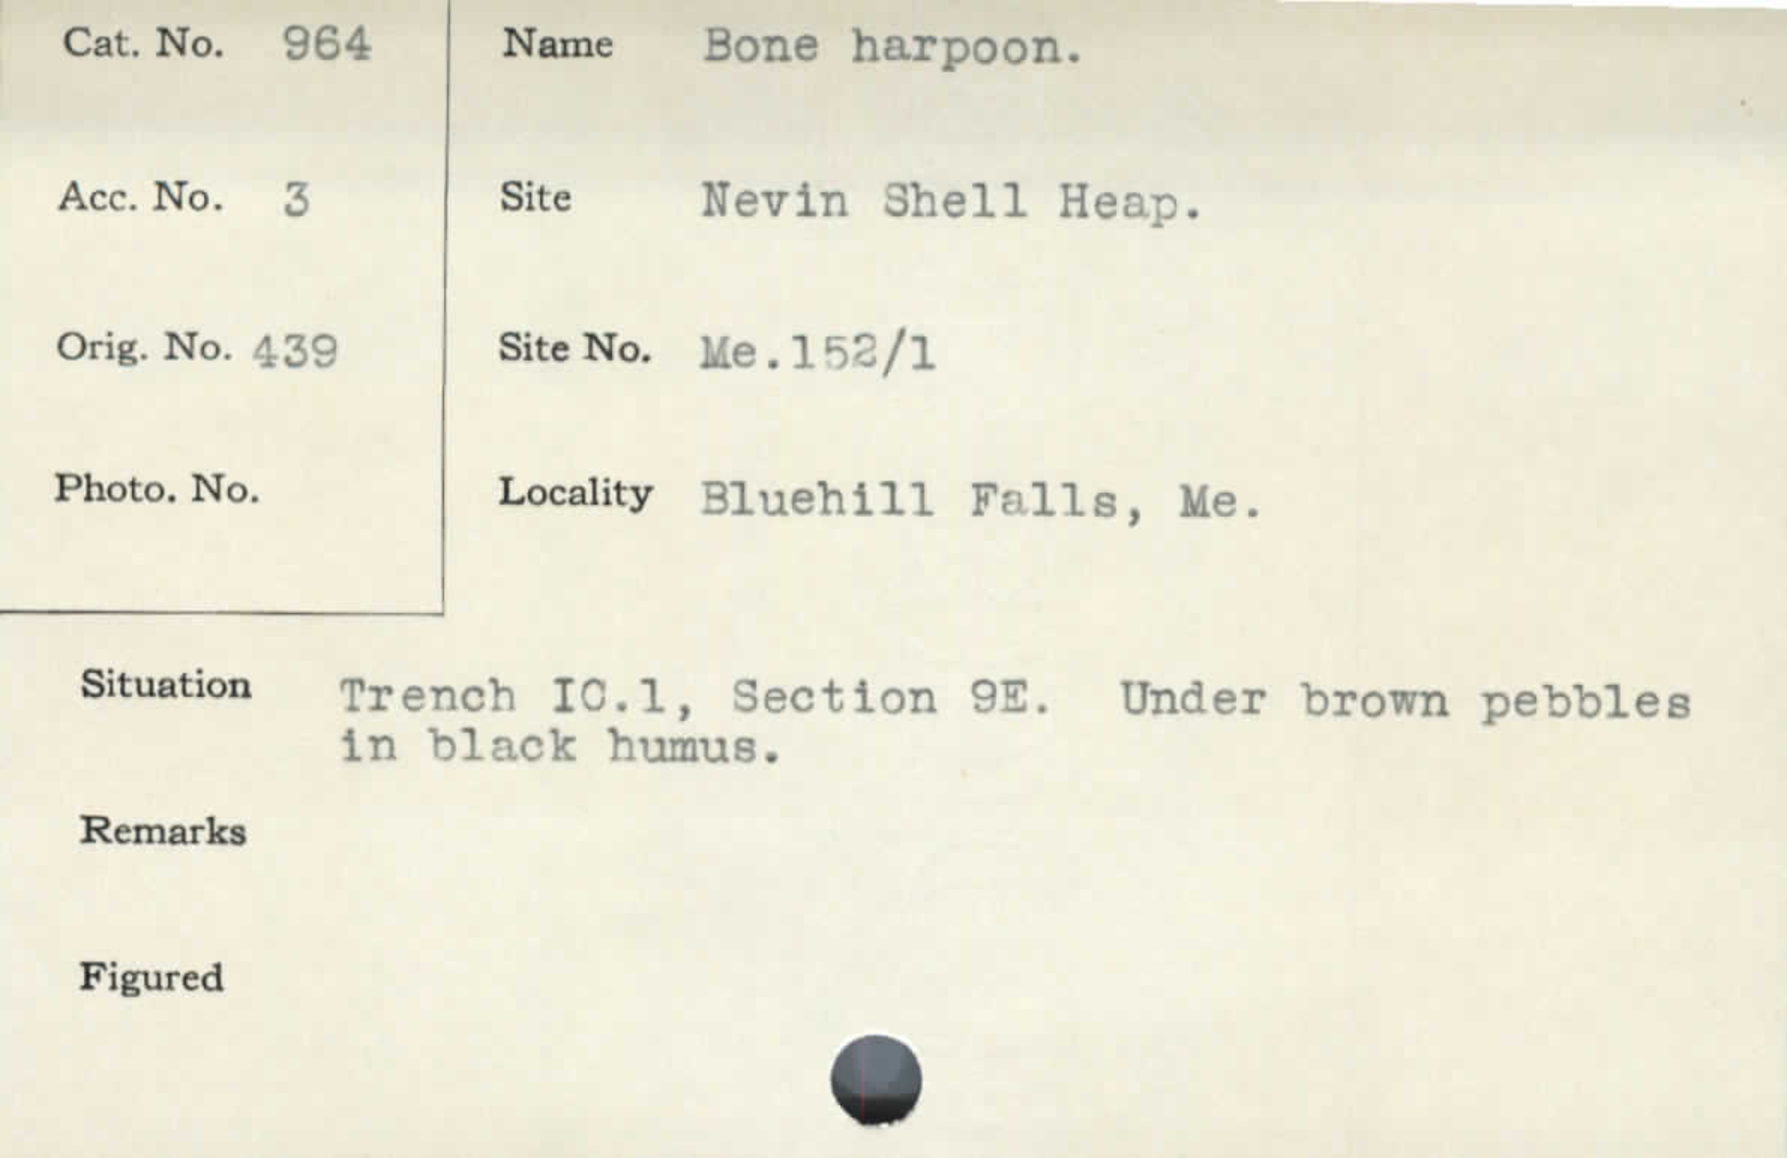 Cat. No. 964
Name Bone harpoon.
Acc. No. 3
Site Nevin Shell Heap.
Orig. No. 439
Site No. Me.152/1
Photo. No.
Locality Bluehill Falls, Me.
Situation Trench IC.1, Section 9E. Under brown pebbles
in black humus.
Remarks
Figured